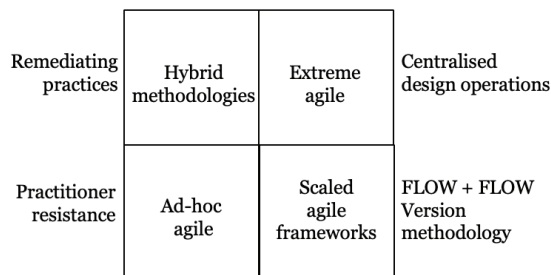 Remediating
practices
Hybrid
methodologies
Extreme
agile
Centralised
design operations
Practitioner
resistance
Ad-hoc
agile
Scaled
agile
frameworks
FLOW + FLOW
Version
methodology